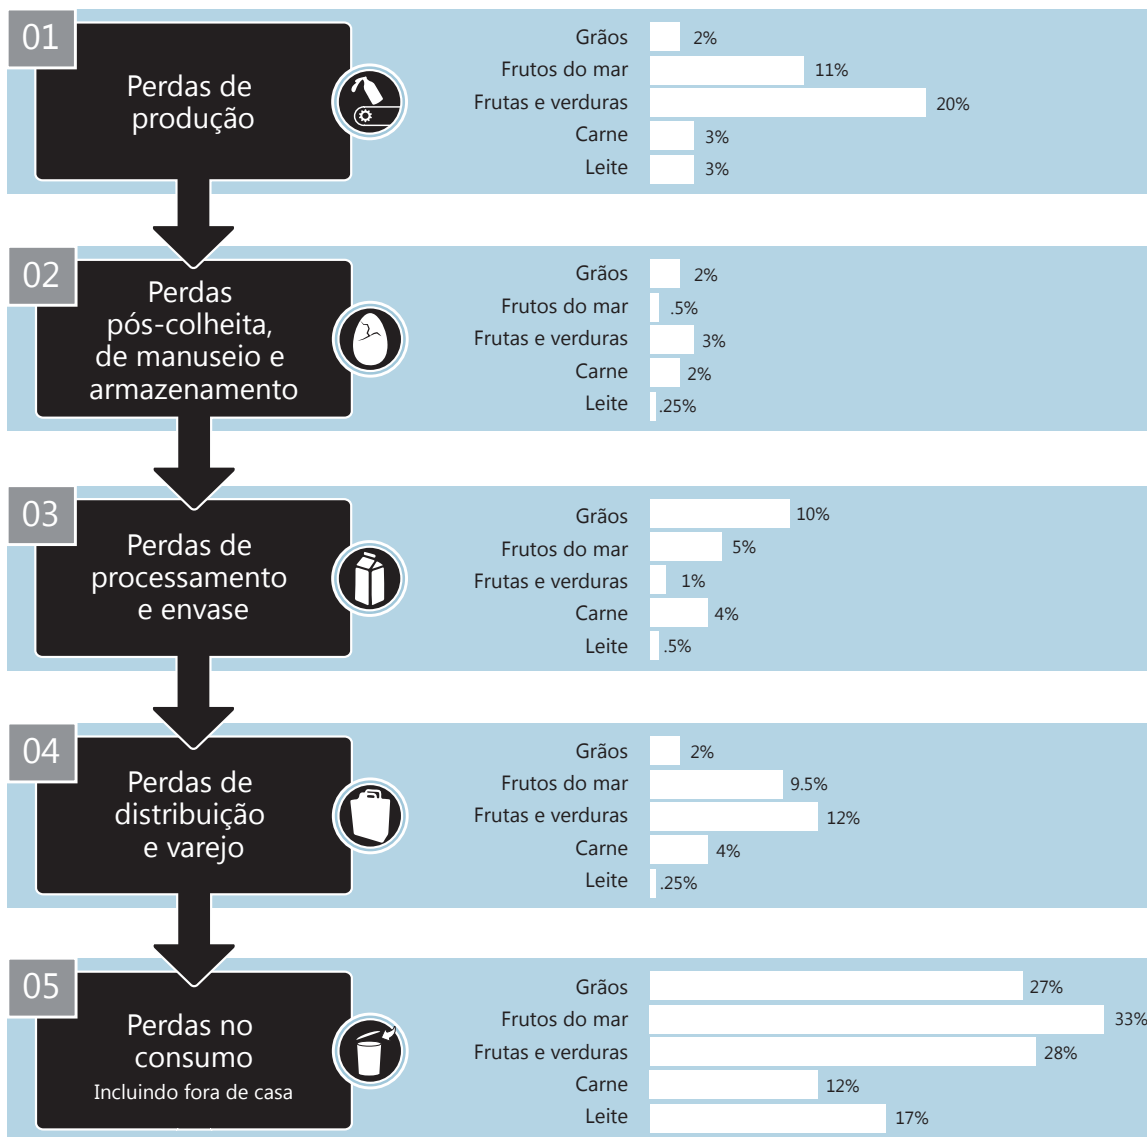 01
Perdas de
produção
Grãos 2%
Frutos do mar 11%
Frutas e verduras 20%
Carne 3%
Leite 3%
02
Perdas
pós-colheita,
de manuseio e
armazenamento
Grãos 2%
Frutos do mar .5%
Frutas e verduras 3%
Carne 2%
Leite .25%
03
Perdas de
processamento
e envase
Grãos 10%
Frutos do mar 5%
Frutas e verduras 1%
Carne 4%
Leite .5%
04
Perdas de
distribuição
e varejo
Grãos 2%
Frutos do mar 9.5%
Frutas e verduras 12%
Carne 4%
Leite .25%
05
Perdas no
consumo
Incluindo fora de casa
Grãos 27%
Frutos do mar 33%
Frutas e verduras 28%
Carne 12%
Leite 17%